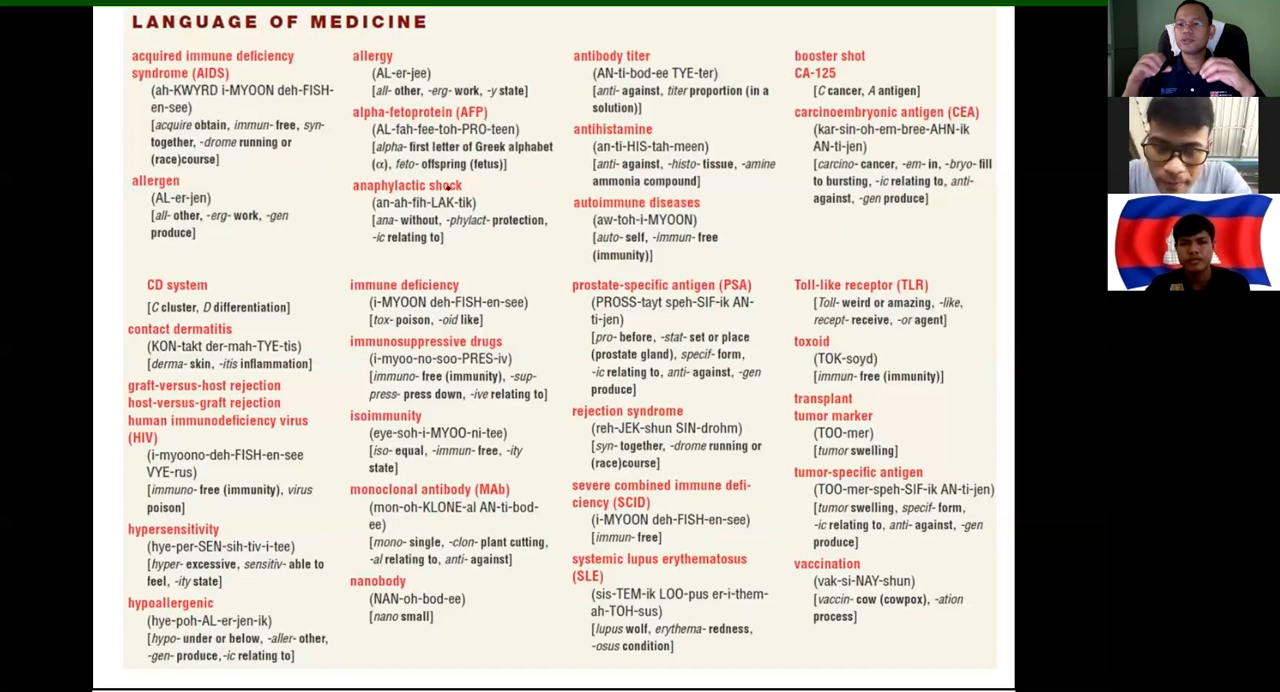 LANGUAGE OF MEDICINE
acquired immune deficiency
syndrome (AIDS)
(ah-KWYRD i-MYOON deh-FISH-
en-see)
[acquire obtain, immun- free, syn-
together, -drome running or
(race)course]
allergen
(AL-er-jen)
[all- other, -erg- work, -gen
produce]
allergy
(AL-er-jee)
[all- other, -erg- work, -y state]
alpha-fetoprotein (AFP)
(AL-fah-fee-toh-PRO-teen)
[alpha- first letter of Greek alphabet
(α), feto- offspring (fetus)]
anaphylactic shock
(an-ah-fih-LAK-tik)
[ana- without, -phylact- protection,
-ic relating to]
antibody titer
(AN-ti-bod-ee TYE-ter)
[anti- against, titer proportion (in a
solution)]
antihistamine
(an-ti-HIS-tah-meen)
[anti- against, -histo- tissue, -amine
ammonia compound]
autoimmune diseases
(aw-toh-i-MYOON)
[auto- self, -immun- free
(immunity)]
booster shot
CA-125
[C cancer, A antigen]
carcinoembryonic antigen (CEA)
(kar-sin-oh-em-bree-AHN-ik
AN-ti-jen)
[carcino- cancer, -em- in, -bryo- fill
to bursting, -ic relating to, anti-
against, -gen produce]
CD system
[C cluster, D differentiation]
contact dermatitis
(KON-takt der-mah-TYE-tis)
[derma- skin, -itis inflammation]
graft-versus-host rejection
host-versus-graft rejection
human immunodeficiency virus
(HIV)
(i-myoono-deh-FISH-en-see
VYE-rus)
[immuno- free (immunity), virus
poison]
hypersensitivity
(hye-per-SEN-sih-tiv-i-tee)
[hyper- excessive, sensitiv- able to
feel, -ity state]
hypoallergenic
(hye-poh-AL-er-jen-ik)
[hypo- under or below, -aller- other,
-gen- produce,-ic relating to]
immune deficiency
(i-MYOON deh-FISH-en-see)
[tox- poison, -oid like]
immunosuppressive drugs
(i-myoo-no-soo-PRES-iv)
[immuno- free (immunity), -sup-
press- press down, -ive relating to]
isoimmunity
(eye-soh-i-MYOO-ni-tee)
[iso- equal, -immun- free, -ity
state]
monoclonal antibody (MAb)
(mon-oh-KLONE-al AN-ti-bod-
ee)
[mono- single, -clon- plant cutting,
-al relating to, anti- against]
nanobody
(NAN-oh-bod-ee)
[nano small]
prostate-specific antigen (PSA)
(PROSS-tayt speh-SIF-ik AN-
ti-jen)
[pro- before, -stat- set or place
(prostate gland), specif- form,
-ic relating to, anti- against, -gen
produce]
rejection syndrome
(reh-JEK-shun SIN-drohm)
[syn- together, -drome running or
(race)course]
severe combined immune defi-
ciency (SCID)
(i-MYOON deh-FISH-en-see)
[immun- free]
systemic lupus erythematosus
(SLE)
(sis-TEM-ik LOO-pus er-i-them-
ah-TOH-sus)
[lupus wolf, erythema- redness,
-osus condition]
Toll-like receptor (TLR)
[Toll- weird or amazing, -like,
recept- receive, -or agent]
toxoid
(TOK-soyd)
[immun- free (immunity)]
transplant
tumor marker
(TOO-mer)
[tumor swelling]
tumor-specific antigen
(TOO-mer-speh-SIF-ik AN-ti-jen)
[tumor swelling, specif- form,
-ic relating to, anti- against, -gen
produce]
vaccination
(vak-si-NAY-shun)
[vaccin- cow (cowpox), -ation
process]